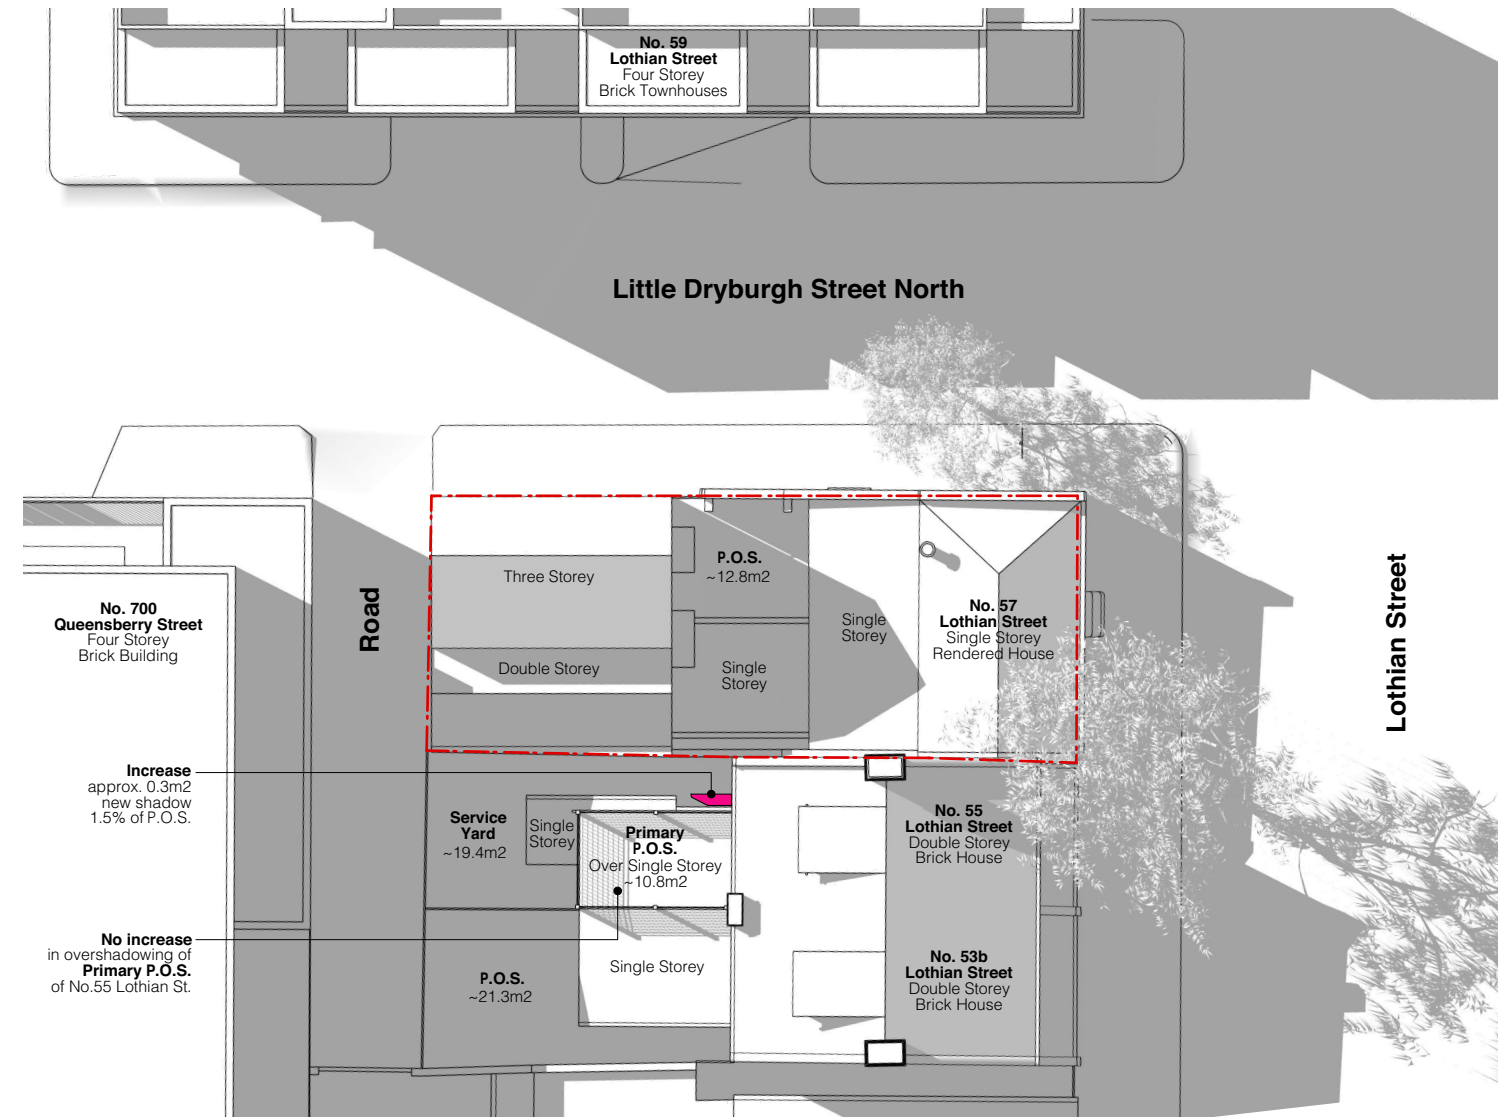 No. 59
Lothian Street
Four Storey
Brick Townhouses
Little Dryburgh Street North
No. 700
Queensberry Street
Four Storey
Brick Building
Road
Three Storey
Double Storey
P.O.S.
~12.8m2
Single
Storey
Single
Storey
No. 57
Lothian Street
Single Storey
Rendered House
Lothian Street
Increase
approx. 0.3m2
new shadow
1.5% of P.O.S.
Service
Yard
~19.4m2
Single
Storey
Primary
P.O.S.
Over Single Storey
~10.8m2
No. 55
Lothian Street
Double Storey
Brick House
No increase
in overshadowing of
Primary P.O.S.
of No.55 Lothian St.
P.O.S.
~21.3m2
Single Storey
No. 53b
Lothian Street
Double Storey
Brick House